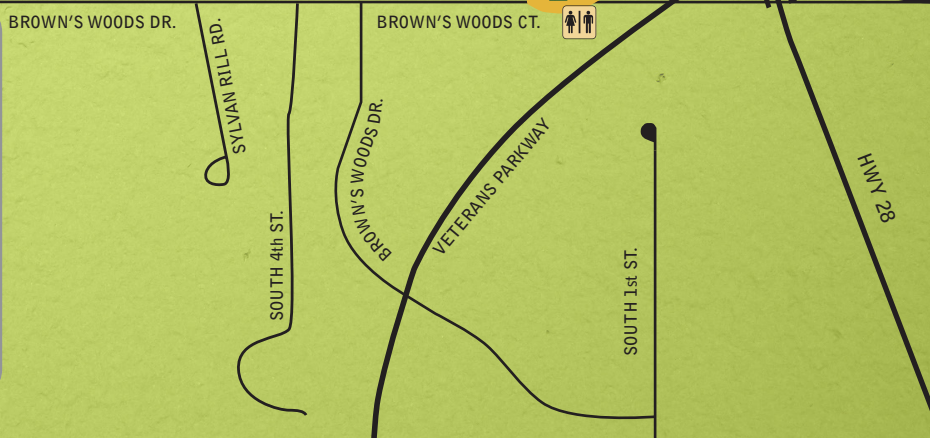 BROWN'S WOODS DR.
BROWN'S WOODS CT.
SYLVAN RILL RD.
BROWN'S WOODS DR.
VETERANS PARKWAY
HWY 28
SOUTH 4th ST.
SOUTH 1st ST.